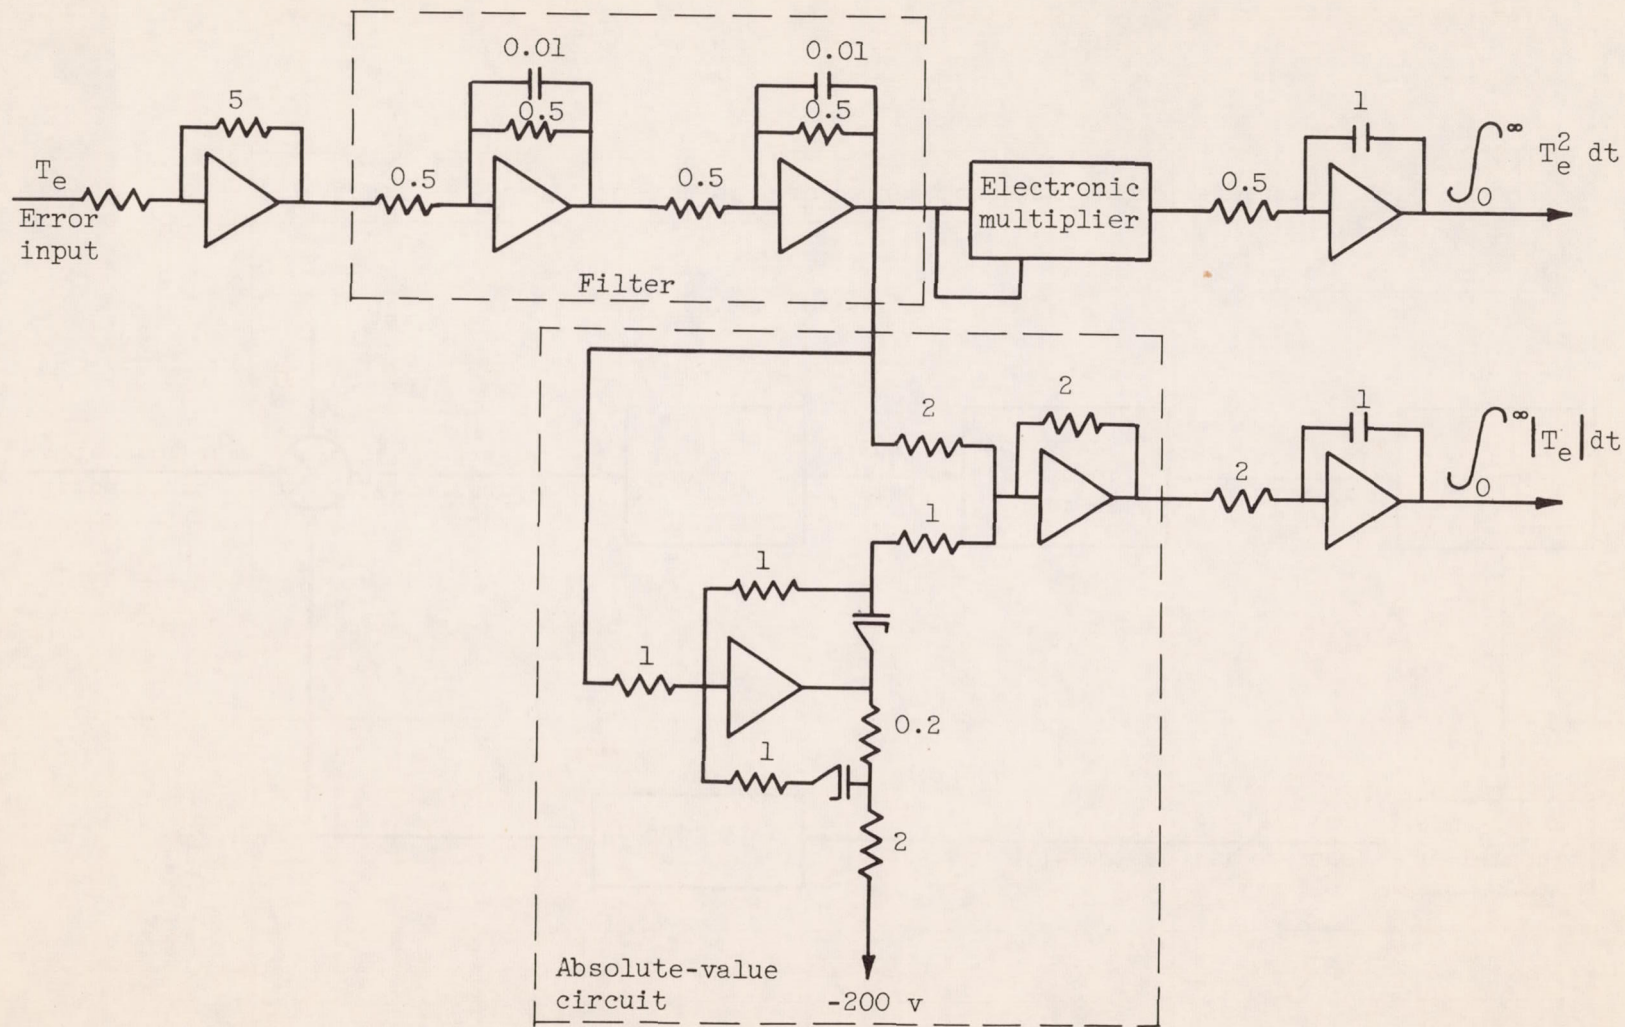 0.01
0.01
5
0.5
0.5
1
∫₀^∞ Tₑ² dt
Tₑ
0.5
0.5
Electronic
multiplier
0.5
Error
input
Filter
2
2
1
∫₀^∞ |Tₑ| dt
2
1
1
1
0.2
1
2
Absolute-value
circuit
-200 v